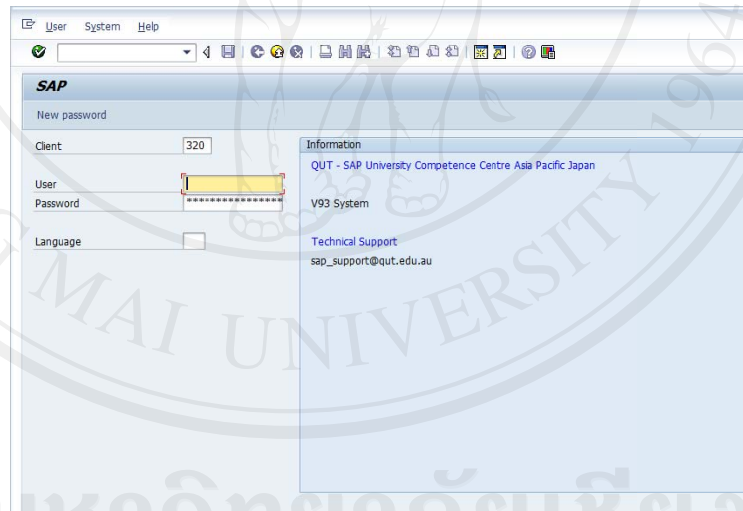 User System Help
SAP
New password
Client 320
Information
QUT - SAP University Competence Centre Asia Pacific Japan
User
Password ****************
V93 System
Language
Technical Support
sap_support@qut.edu.au
MAI UNIVERSITY 1964